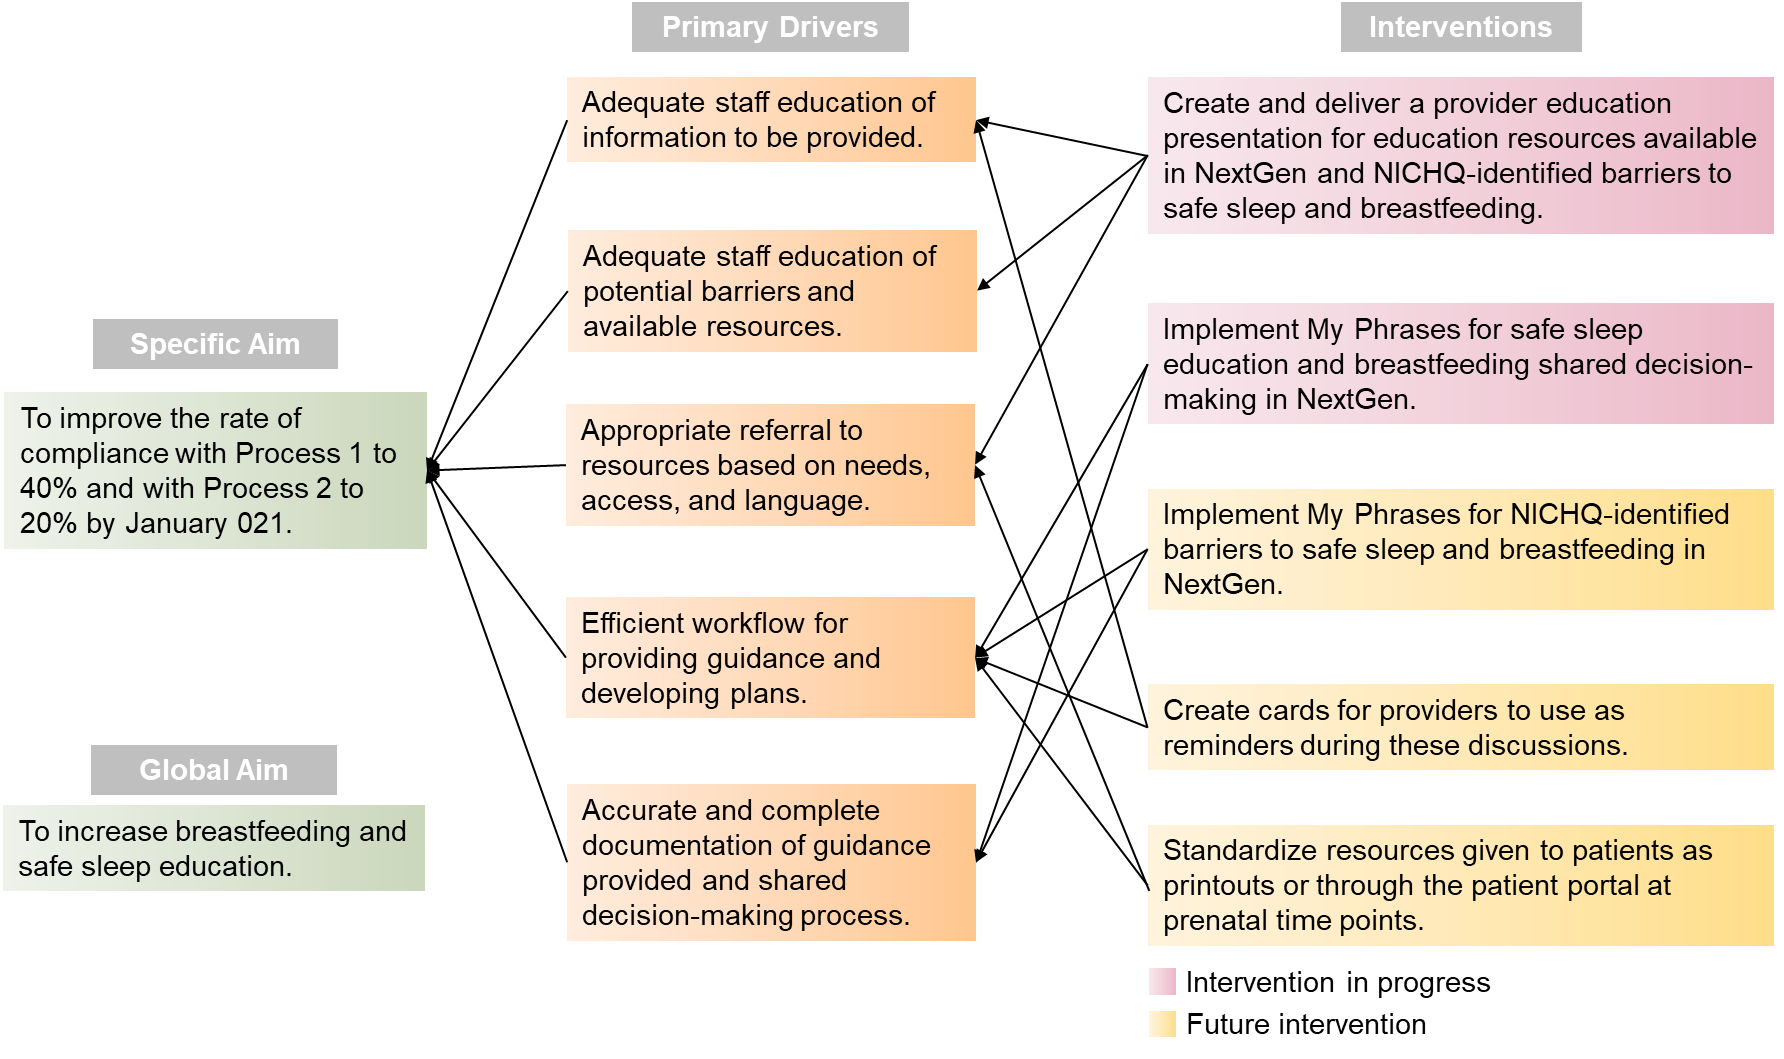 Primary Drivers
Interventions
Adequate staff education of
information to be provided.
Adequate staff education of
potential barriers and
available resources.
Appropriate referral to
resources based on needs,
access, and language.
Efficient workflow for
providing guidance and
developing plans.
Accurate and complete
documentation of guidance
provided and shared
decision-making process.
Create and deliver a provider education
presentation for education resources available
in NextGen and NICHQ-identified barriers to
safe sleep and breastfeeding.
Implement My Phrases for safe sleep
education and breastfeeding shared decision-
making in NextGen.
Implement My Phrases for NICHQ-identified
barriers to safe sleep and breastfeeding in
NextGen.
Create cards for providers to use as
reminders during these discussions.
Standardize resources given to patients as
printouts or through the patient portal at
prenatal time points.
Specific Aim
To improve the rate of
compliance with Process 1 to
40% and with Process 2 to
20% by January 021.
Global Aim
To increase breastfeeding and
safe sleep education.
Intervention in progress
Future intervention